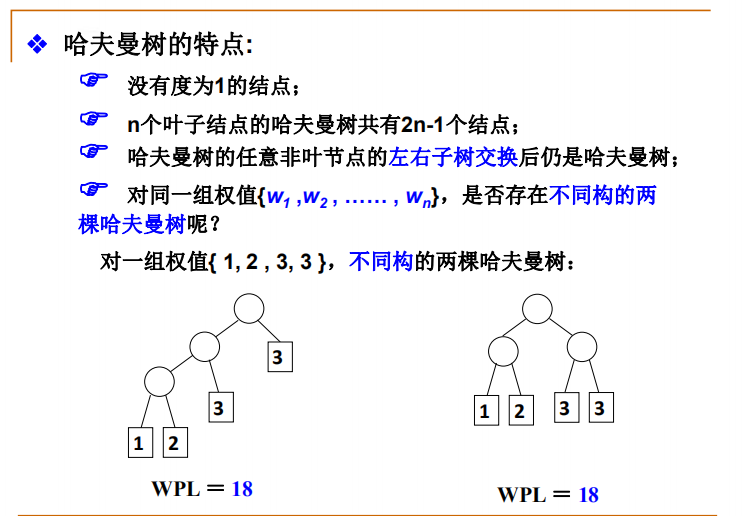 哈夫曼树的特点:
没有度为1的结点；
n个叶子结点的哈夫曼树共有2n-1个结点；
哈夫曼树的任意非叶节点的左右子树交换后仍是哈夫曼树；
对同一组权值{w1 ,w2 , …… , wn}，是否存在不同构的两
棵哈夫曼树呢？
对一组权值{ 1, 2 , 3, 3 }，不同构的两棵哈夫曼树：
3
3
1 2
WPL ＝ 18
1 2 3 3
WPL ＝ 18